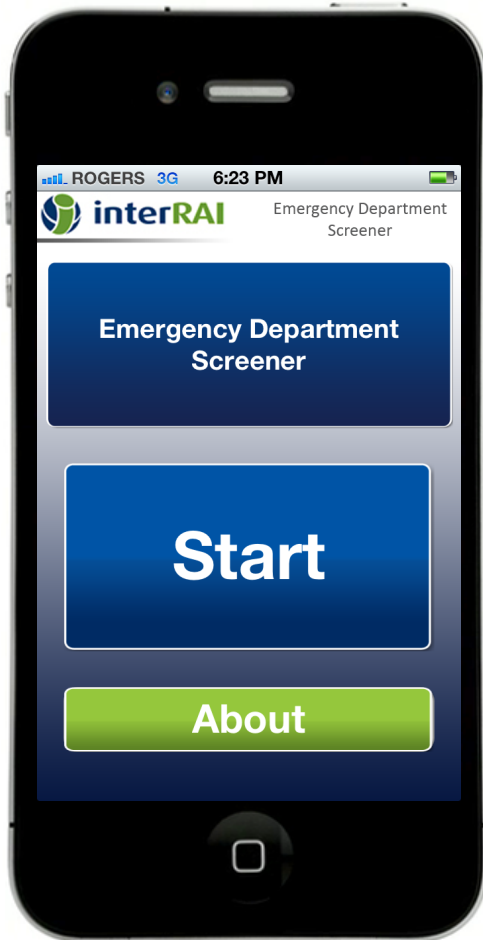 ROGERS 3G 6:23 PM
interRAI
Emergency Department
Screener
Emergency Department
Screener
Start
About